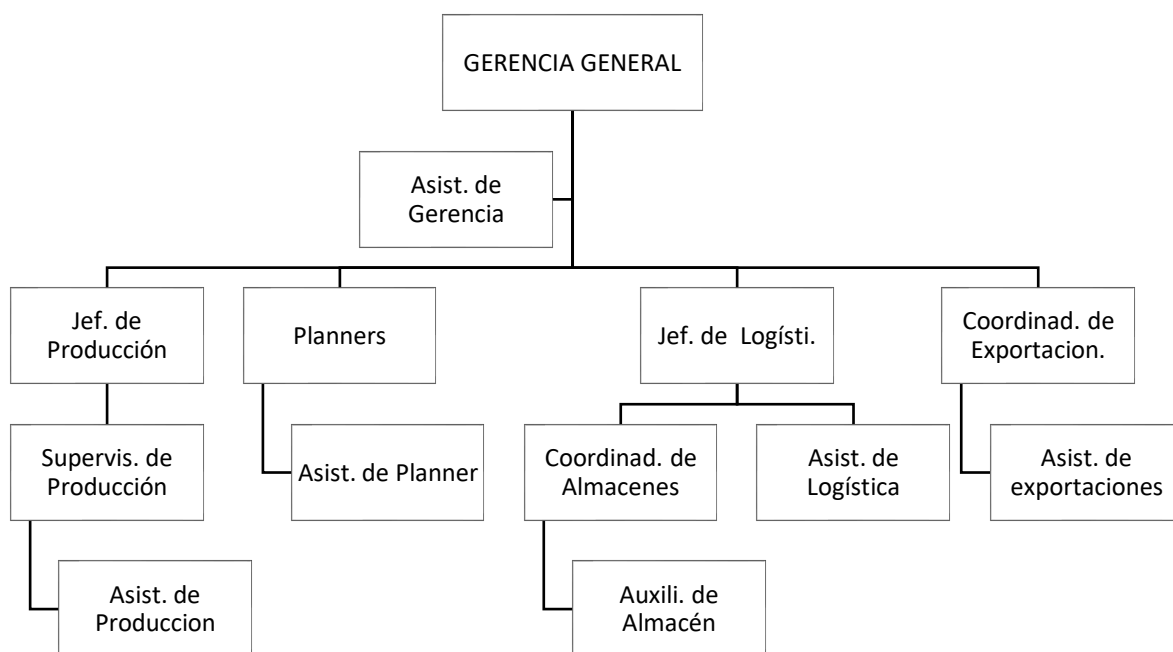 GERENCIA GENERAL
Asist. de
Gerencia
Jef. de
Producción
Planners
Jef. de  Logísti.
Coordinad. de
Exportacion.
Supervis. de
Producción
Asist. de Planner
Coordinad. de
Almacenes
Asist. de
Logística
Asist. de
exportaciones
Asist. de
Produccion
Auxili. de
Almacén